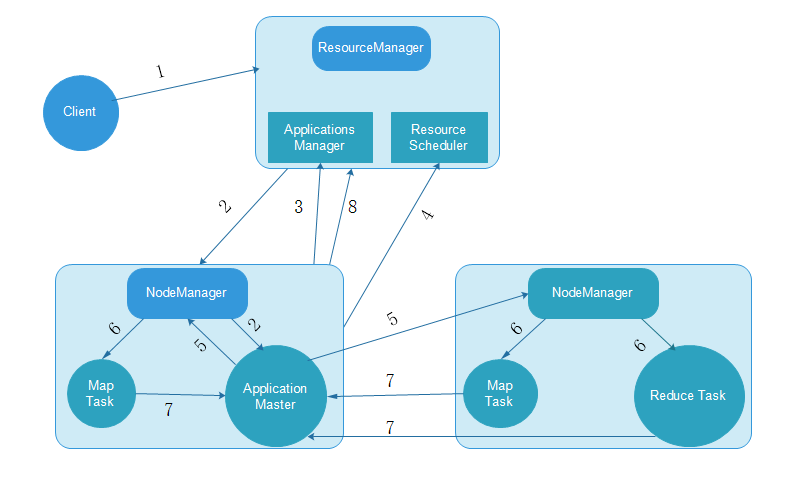 ResourceManager
1
Client
Applications
Manager
Resource
Scheduler
2
3
8
4
NodeManager
NodeManager
5
6
5
2
6
6
Map
Task
7
Application
Master
7
Map
Task
Reduce Task
7